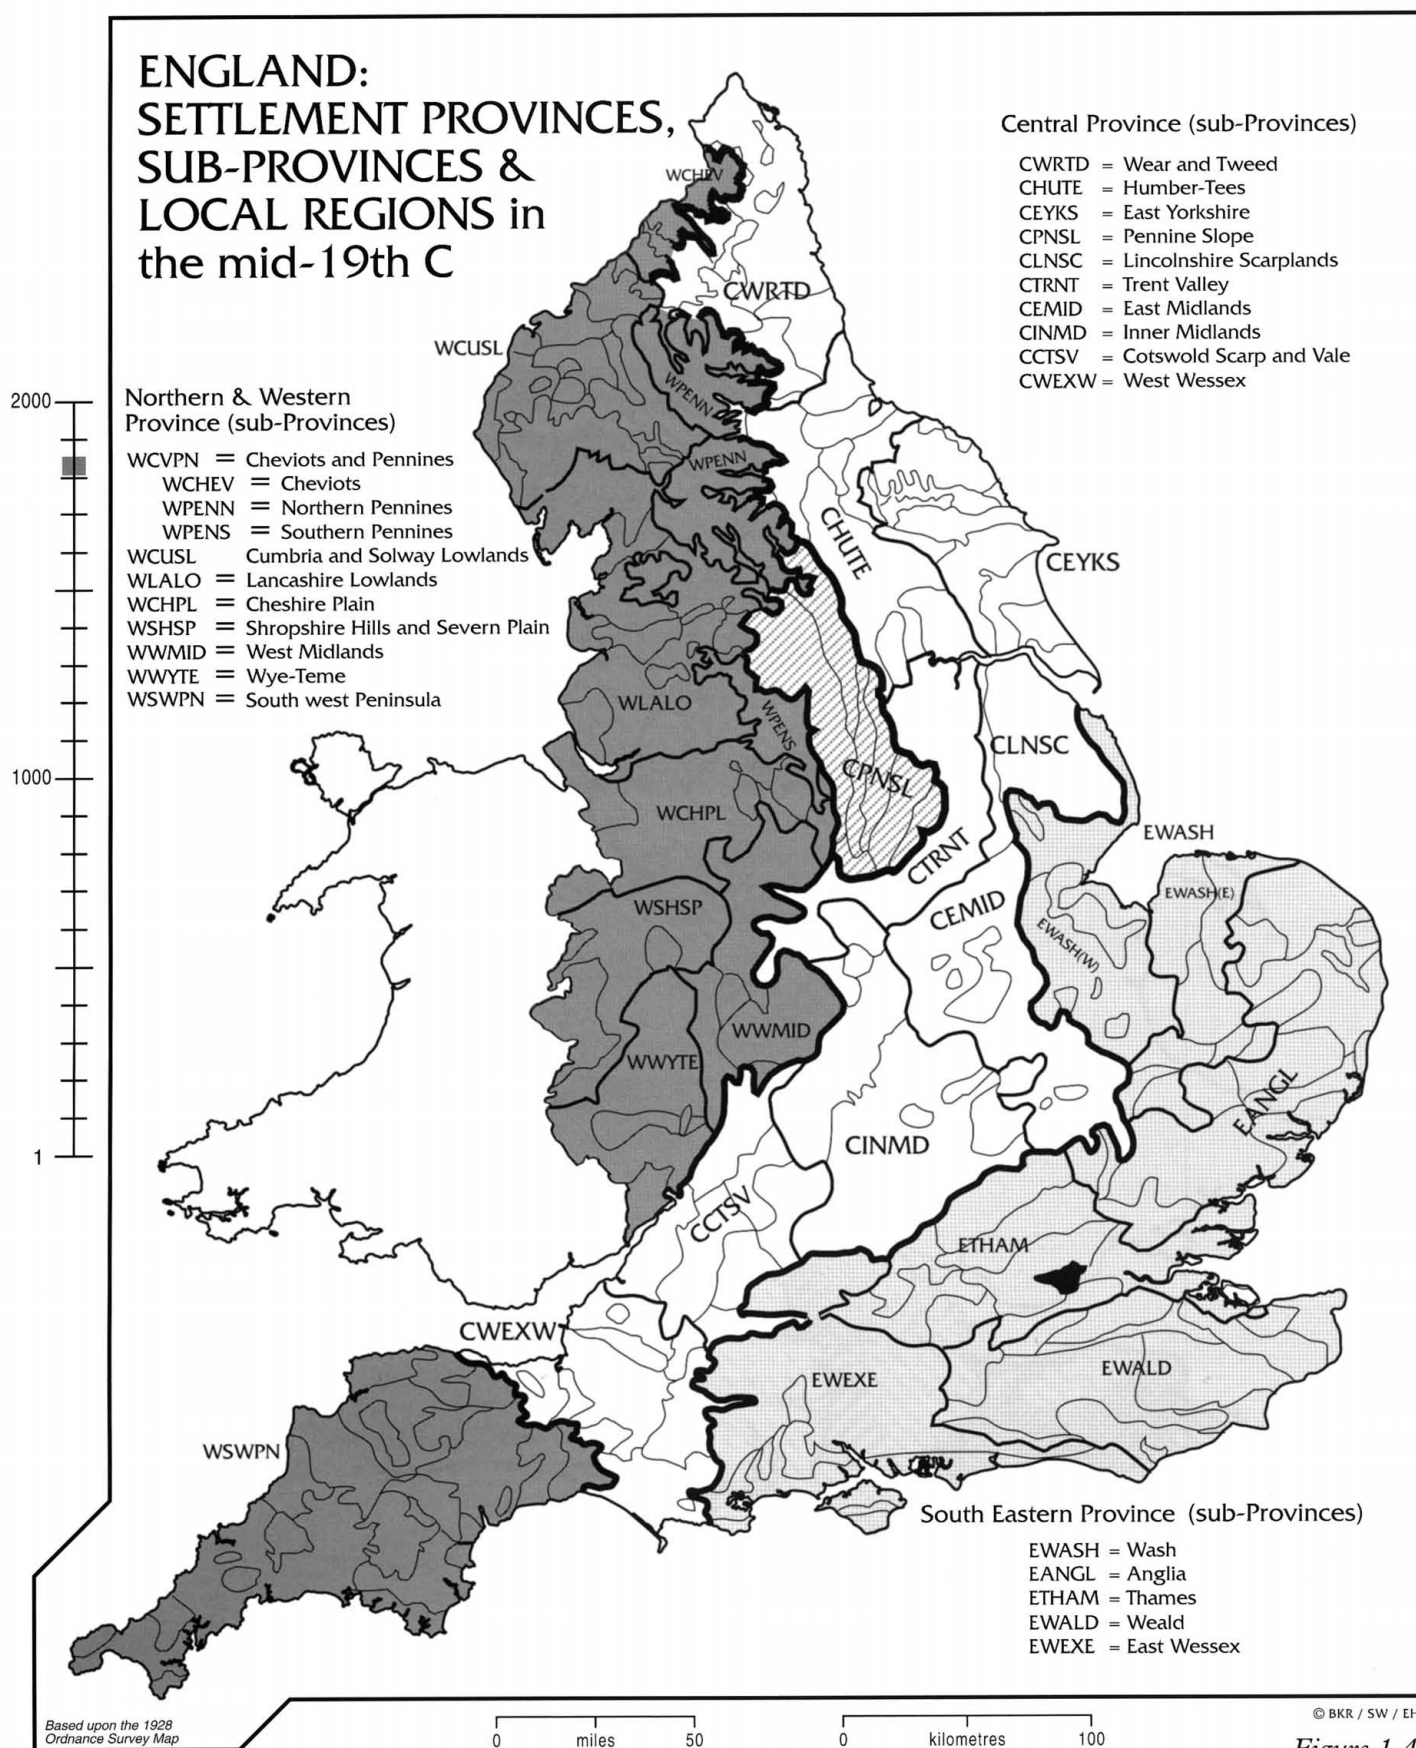 ENGLAND:
SETTLEMENT PROVINCES,
SUB-PROVINCES &
LOCAL REGIONS in
the mid-19th C
Central Province (sub-Provinces)
CWRTD = Wear and Tweed
CHUTE = Humber-Tees
CEYKS = East Yorkshire
CPNSL = Pennine Slope
CLNSC = Lincolnshire Scarplands
CTRNT = Trent Valley
CEMID = East Midlands
CINMD = Inner Midlands
CCTSV = Cotswold Scarp and Vale
CWEXW = West Wessex
Northern & Western
Province (sub-Provinces)
WCVPN = Cheviots and Pennines
WCHEV = Cheviots
WPENN = Northern Pennines
WPENS = Southern Pennines
WCUSL Cumbria and Solway Lowlands
WLALO = Lancashire Lowlands
WCHPL = Cheshire Plain
WSHSP = Shropshire Hills and Severn Plain
WWMID = West Midlands
WWYTE = Wye-Teme
WSWPN = South west Peninsula
2000
1000
1
WCHEV
CWRTD
WCUSL
WPENN
WPENN
CHUTE
CEYKS
WLALO
WPENS
CLNSC
CPNSL
WCHPL
EWASH
CTRNT
EWASH(E)
WSHSP
CEMID
EWASH(W)
WWMID
WWYTE
EANGL
CINMD
CCTSV
ETHAM
CWEXW
EWEXE
EWALD
WSWPN
South Eastern Province (sub-Provinces)
EWASH = Wash
EANGL = Anglia
ETHAM = Thames
EWALD = Weald
EWEXE = East Wessex
Based upon the 1928
Ordnance Survey Map
0 miles 50
0 kilometres 100
© BKR / SW / EH
Figure 1.4